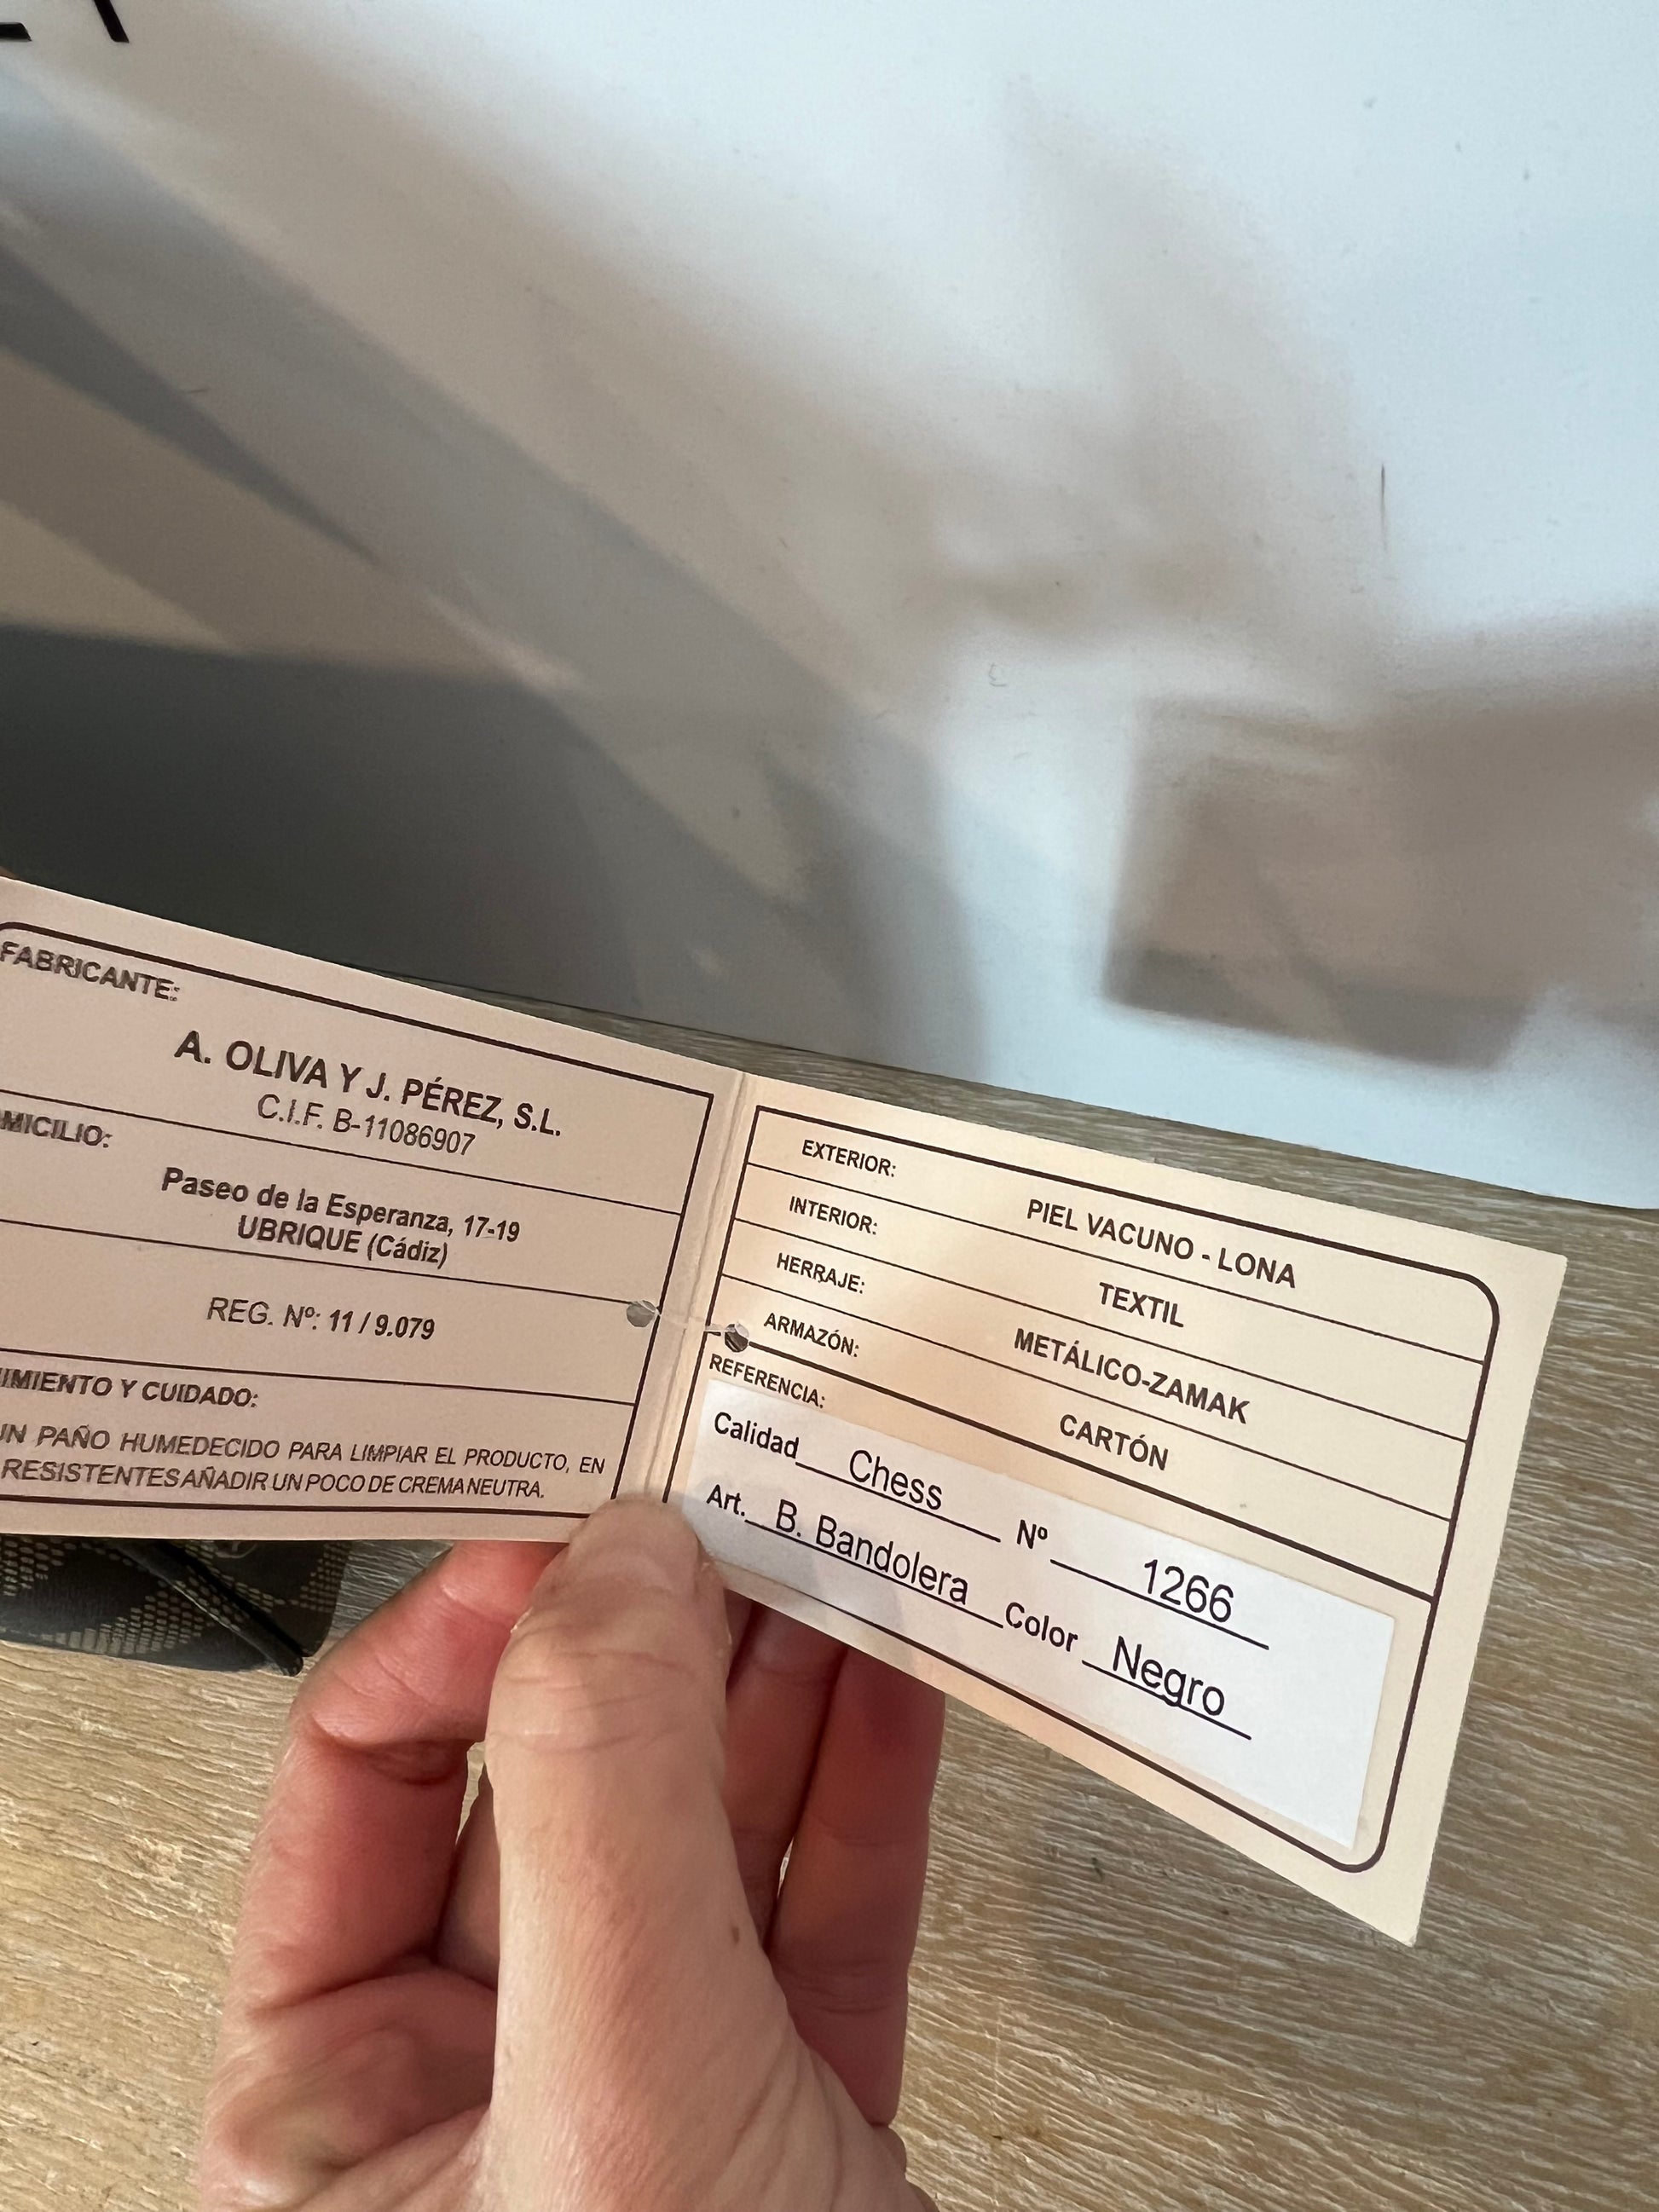 FABRICANTE:
A. OLIVA Y J. PÉREZ, S.L.
C.I.F. B-11086907
MICILIO:
Paseo de la Esperanza, 17-19
UBRIQUE (Cádiz)
REG. Nº: 11 / 9.079
IMIENTO Y CUIDADO:
UN PAÑO HUMEDECIDO PARA LIMPIAR EL PRODUCTO, EN
RESISTENTES AÑADIR UN POCO DE CREMA NEUTRA.
EXTERIOR: PIEL VACUNO - LONA
INTERIOR: TEXTIL
HERRAJE: METÁLICO-ZAMAK
ARMAZÓN: CARTÓN
REFERENCIA:
Calidad Chess Nº 1266
Art. B. Bandolera Color Negro